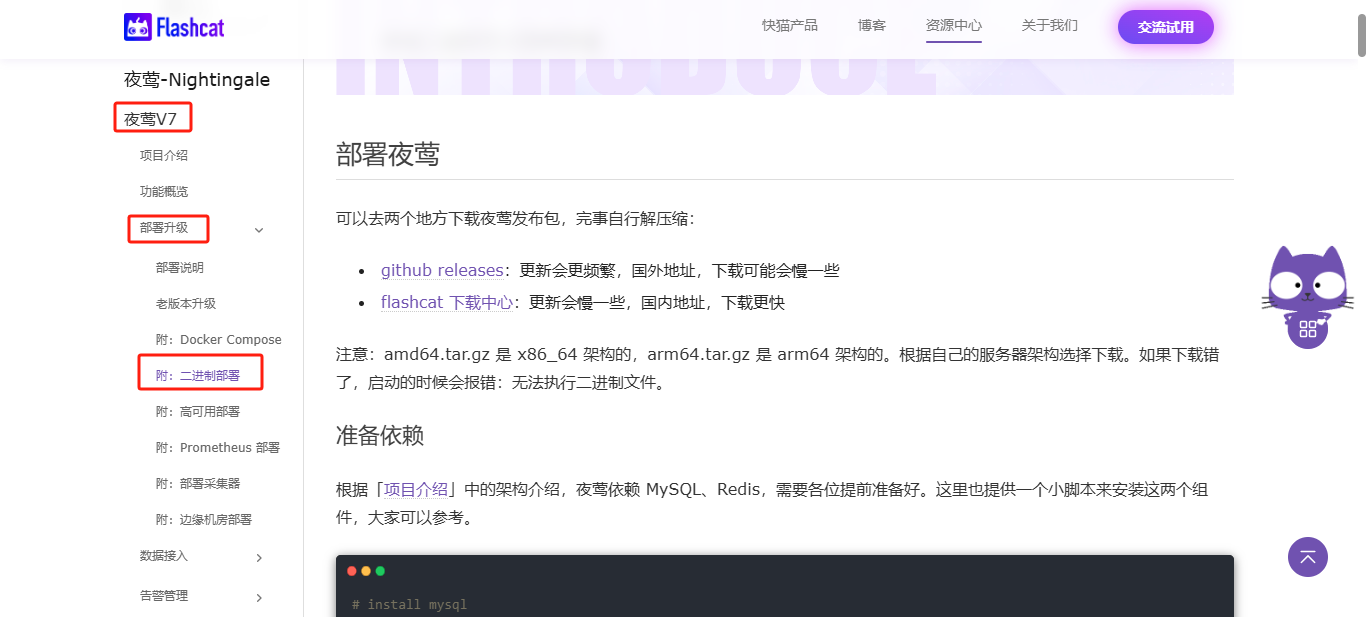 Flashcat
快猫产品
博客
资源中心
关于我们
交流试用
夜莺-Nightingale
夜莺V7
项目介绍
功能概览
部署升级
部署说明
老版本升级
附：Docker Compose
附：二进制部署
附：高可用部署
附：Prometheus 部署
附：部署采集器
附：边缘机房部署
数据接入
告警管理
部署夜莺
可以去两个地方下载夜莺发布包，完事自行解压缩：
github releases：更新会更频繁，国外地址，下载可能会慢一些
flashcat 下载中心：更新会慢一些，国内地址，下载更快
注意：amd64.tar.gz 是 x86_64 架构的，arm64.tar.gz 是 arm64 架构的。根据自己的服务器架构选择下载。如果下载错
了，启动的时候会报错：无法执行二进制文件。
准备依赖
根据「项目介绍」中的架构介绍，夜莺依赖 MySQL、Redis，需要各位提前准备好。这里也提供一个小脚本来安装这两个组
件，大家可以参考。
# install mysql